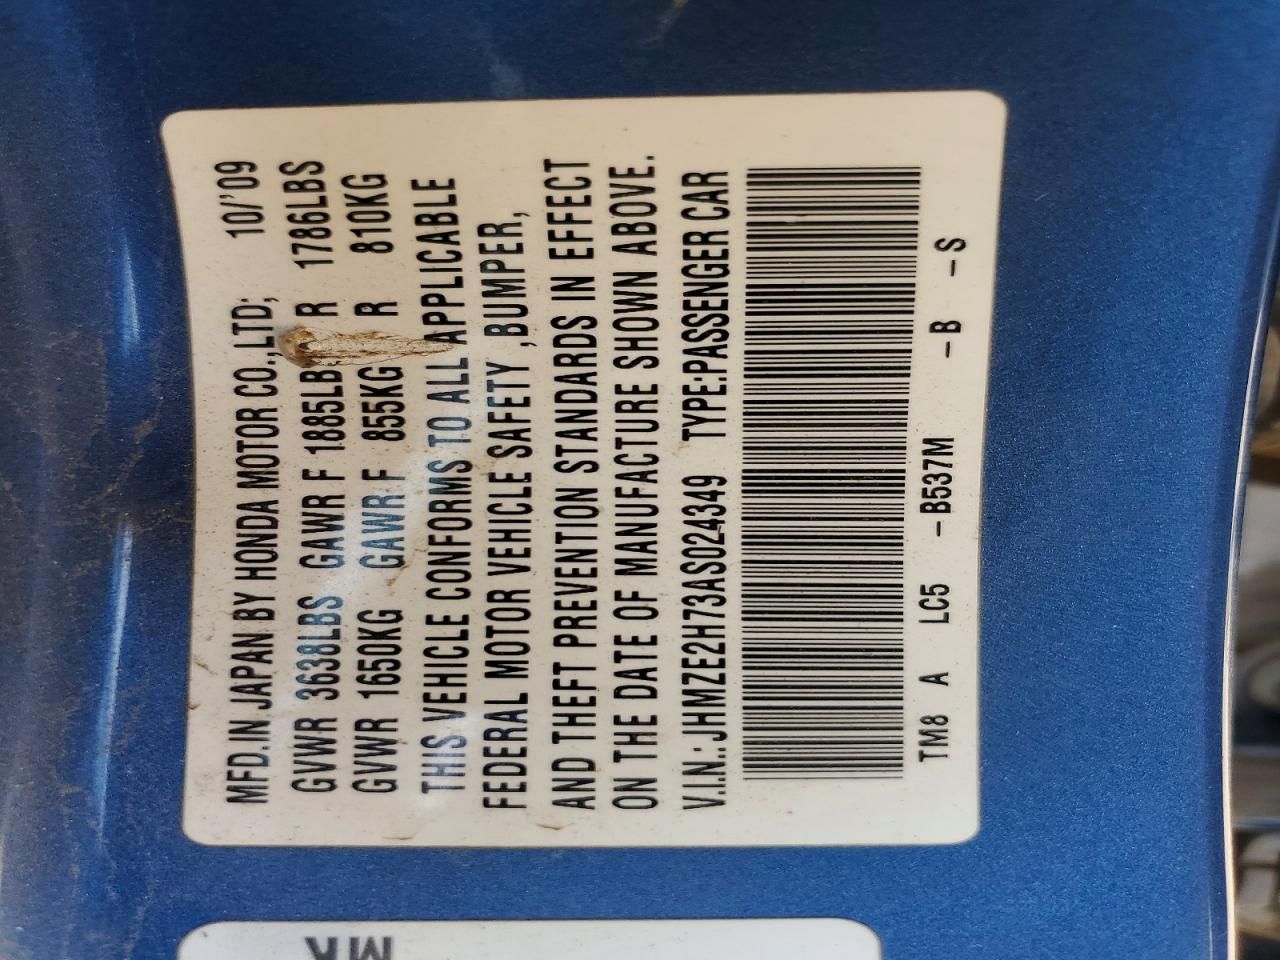 MFD.IN JAPAN BY HONDA MOTOR CO.,LTD; 10/'09
GVWR 3638LBS GAWR F 1885LB R 1786LBS
GVWR 1650KG GAWR F 855KG R 810KG
THIS VEHICLE CONFORMS TO ALL APPLICABLE
FEDERAL MOTOR VEHICLE SAFETY ,BUMPER,
AND THEFT PREVENTION STANDARDS IN EFFECT
ON THE DATE OF MANUFACTURE SHOWN ABOVE.
V.I.N.: JHMZE2H73AS024349 TYPE:PASSENGER CAR
TM8 A LC5 -B537M -B -S